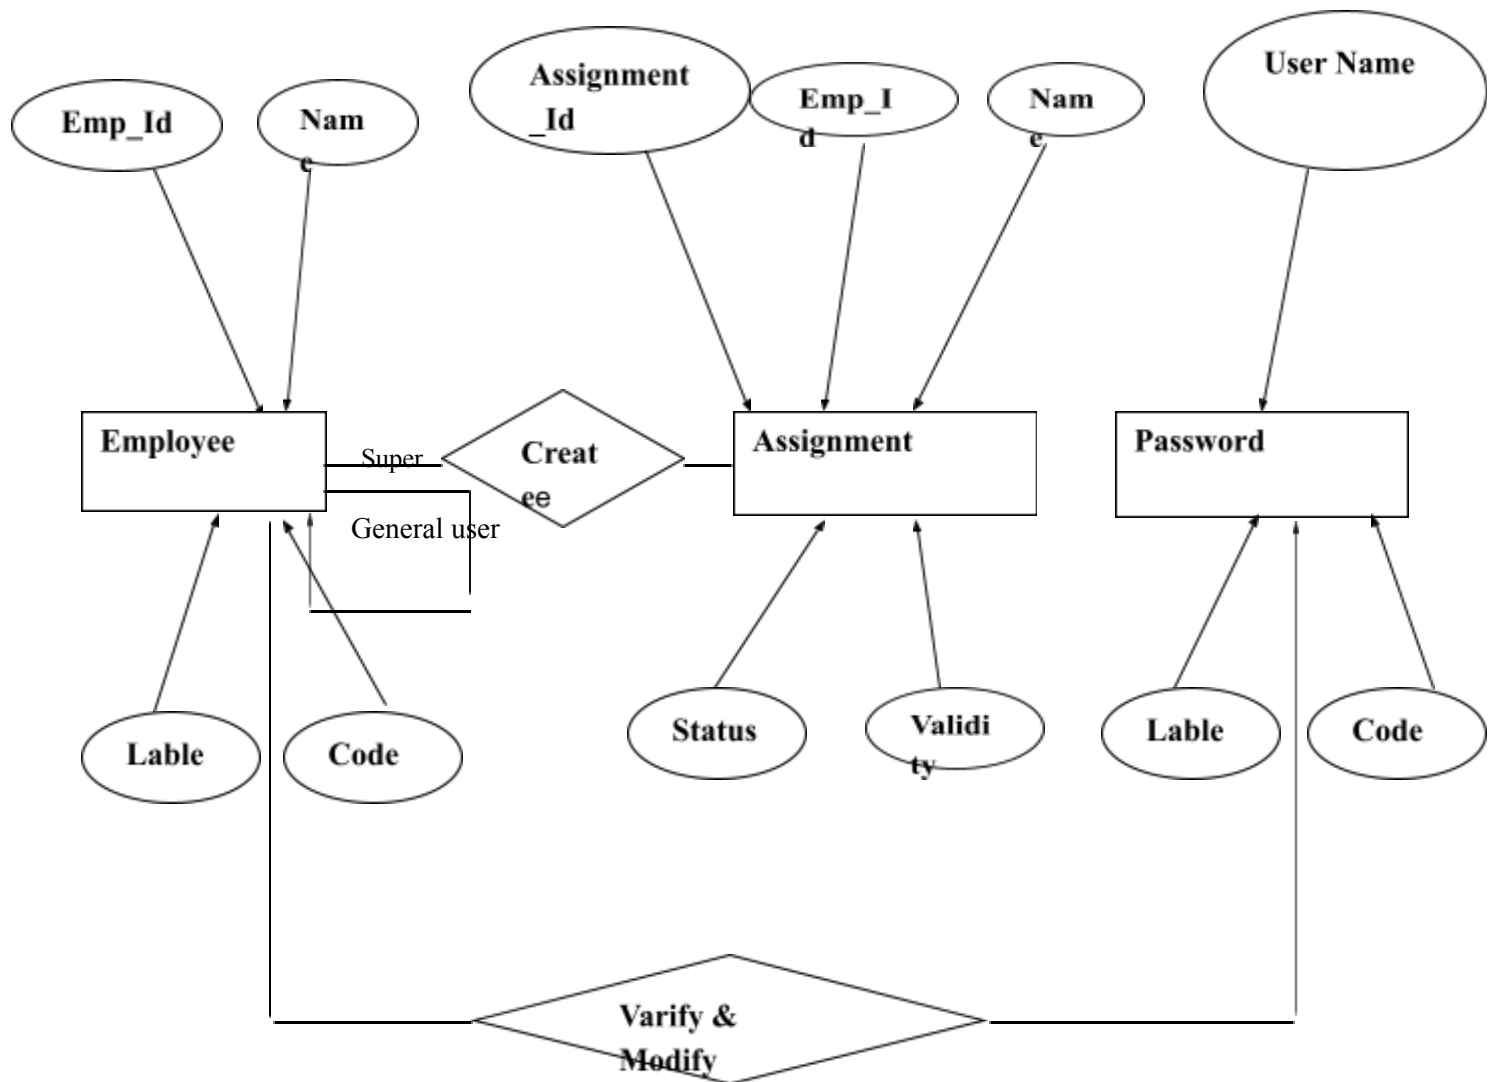 Emp_Id
Nam
e
Assignment
_Id
Emp_I
d
Nam
e
User Name
Employee
Super
General user
Creat
ee
Assignment
Password
Lable
Code
Status
Validi
ty
Lable
Code
Varify &
Modify